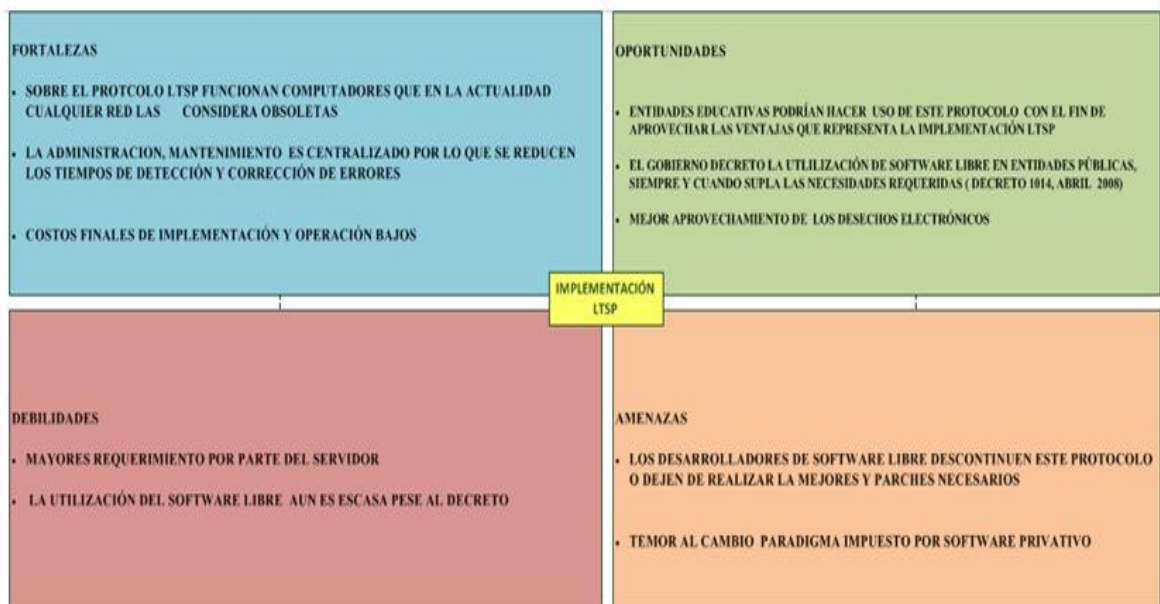 FORTALEZAS
• SOBRE EL PROTCOLO LTSP FUNCIONAN COMPUTADORES QUE EN LA ACTUALIDAD
CUALQUIER RED LAS CONSIDERA OBSOLETAS
• LA ADMINISTRACION, MANTENIMIENTO ES CENTRALIZADO POR LO QUE SE REDUCEN
LOS TIEMPOS DE DETECCIÓN Y CORRECCIÓN DE ERRORES
• COSTOS FINALES DE IMPLEMENTACIÓN Y OPERACIÓN BAJOS
OPORTUNIDADES
• ENTIDADES EDUCATIVAS PODRÍAN HACER USO DE ESTE PROTOCOLO CON EL FIN DE
APROVECHAR LAS VENTAJAS QUE REPRESENTA LA IMPLEMENTACIÓN LTSP
• EL GOBIERNO DECRETO LA UTLILIZACIÓN DE SOFTWARE LIBRE EN ENTIDADES PÚBLICAS,
SIEMPRE Y CUANDO SUPLA LAS NECESIDADES REQUERIDAS ( DECRETO 1014, ABRIL 2008)
• MEJOR APROVECHAMIENTO DE LOS DESECHOS ELECTRÓNICOS
IMPLEMENTACIÓN
LTSP
DEBILIDADES
• MAYORES REQUERIMIENTO POR PARTE DEL SERVIDOR
• LA UTILIZACIÓN DEL SOFTWARE LIBRE AUN ES ESCASA PESE AL DECRETO
AMENAZAS
• LOS DESARROLLADORES DE SOFTWARE LIBRE DESCONTINUEN ESTE PROTOCOLO
O DEJEN DE REALIZAR LA MEJORES Y PARCHES NECESARIOS
• TEMOR AL CAMBIO PARADIGMA IMPUESTO POR SOFTWARE PRIVATIVO